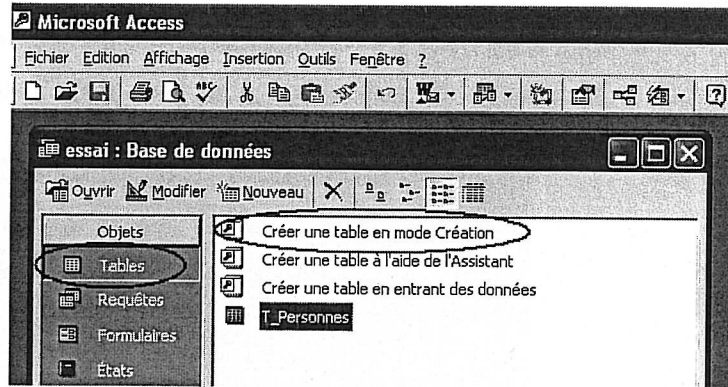 Microsoft Access
Fichier Edition Affichage Insertion Outils Fenêtre ?
essai : Base de données
Ouvrir Modifier Nouveau
Objets
Créer une table en mode Création
Tables
Créer une table à l'aide de l'Assistant
Requêtes
Créer une table en entrant des données
T_Personnes
Formulaires
États